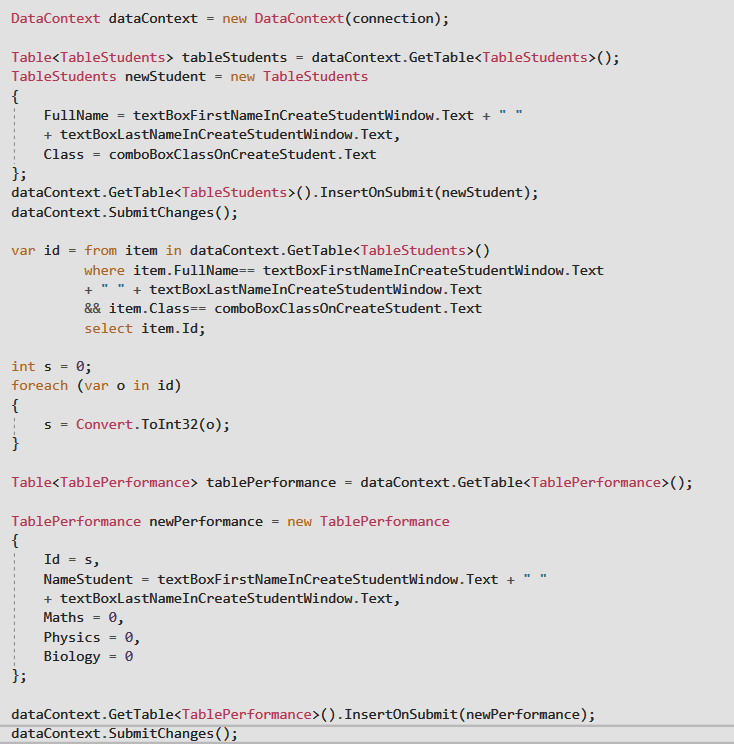 DataContext dataContext = new DataContext(connection);
Table<TableStudents> tableStudents = dataContext.GetTable<TableStudents>();
TableStudents newStudent = new TableStudents
{
    FullName = textBoxFirstNameInCreateStudentWindow.Text + " "
    + textBoxLastNameInCreateStudentWindow.Text,
    Class = comboBoxClassOnCreateStudent.Text
};
dataContext.GetTable<TableStudents>().InsertOnSubmit(newStudent);
dataContext.SubmitChanges();
var id = from item in dataContext.GetTable<TableStudents>()
         where item.FullName== textBoxFirstNameInCreateStudentWindow.Text
         + " " + textBoxLastNameInCreateStudentWindow.Text
         && item.Class== comboBoxClassOnCreateStudent.Text
         select item.Id;
int s = 0;
foreach (var o in id)
{
    s = Convert.ToInt32(o);
}
Table<TablePerformance> tablePerformance = dataContext.GetTable<TablePerformance>();
TablePerformance newPerformance = new TablePerformance
{
    Id = s,
    NameStudent = textBoxFirstNameInCreateStudentWindow.Text + " "
    + textBoxLastNameInCreateStudentWindow.Text,
    Maths = 0,
    Physics = 0,
    Biology = 0
};
dataContext.GetTable<TablePerformance>().InsertOnSubmit(newPerformance);
dataContext.SubmitChanges();